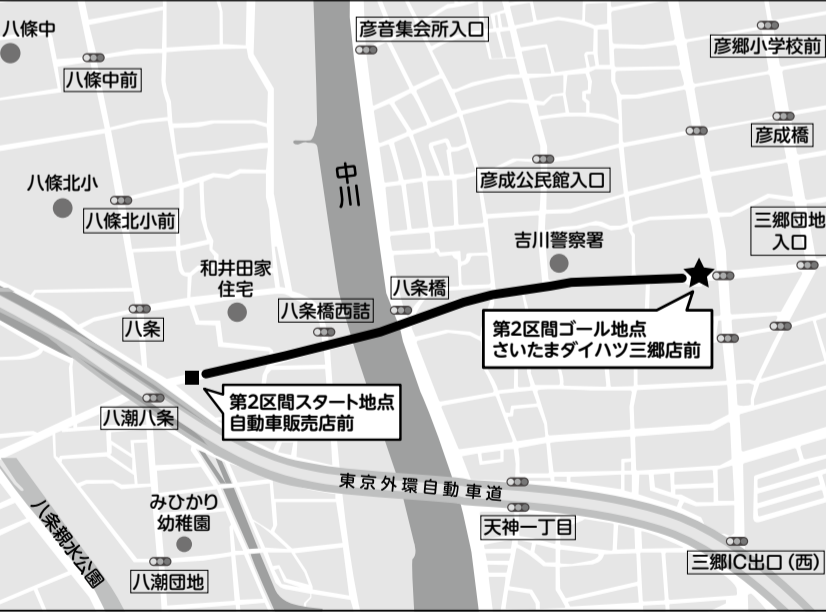 八條中
彦音集会所入口
彦郷小学校前
八條中前
彦成橋
中川
彦成公民館入口
八條北小
八條北小前
三郷団地
入口
吉川警察署
和井田家
住宅
八条橋
八条橋西詰
八条
第2区間ゴール地点
さいたまダイハツ三郷店前
第2区間スタート地点
自動車販売店前
八潮八条
東京外環自動車道
みひかり
幼稚園
天神一丁目
八条親水公園
三郷IC出口(西)
八潮団地